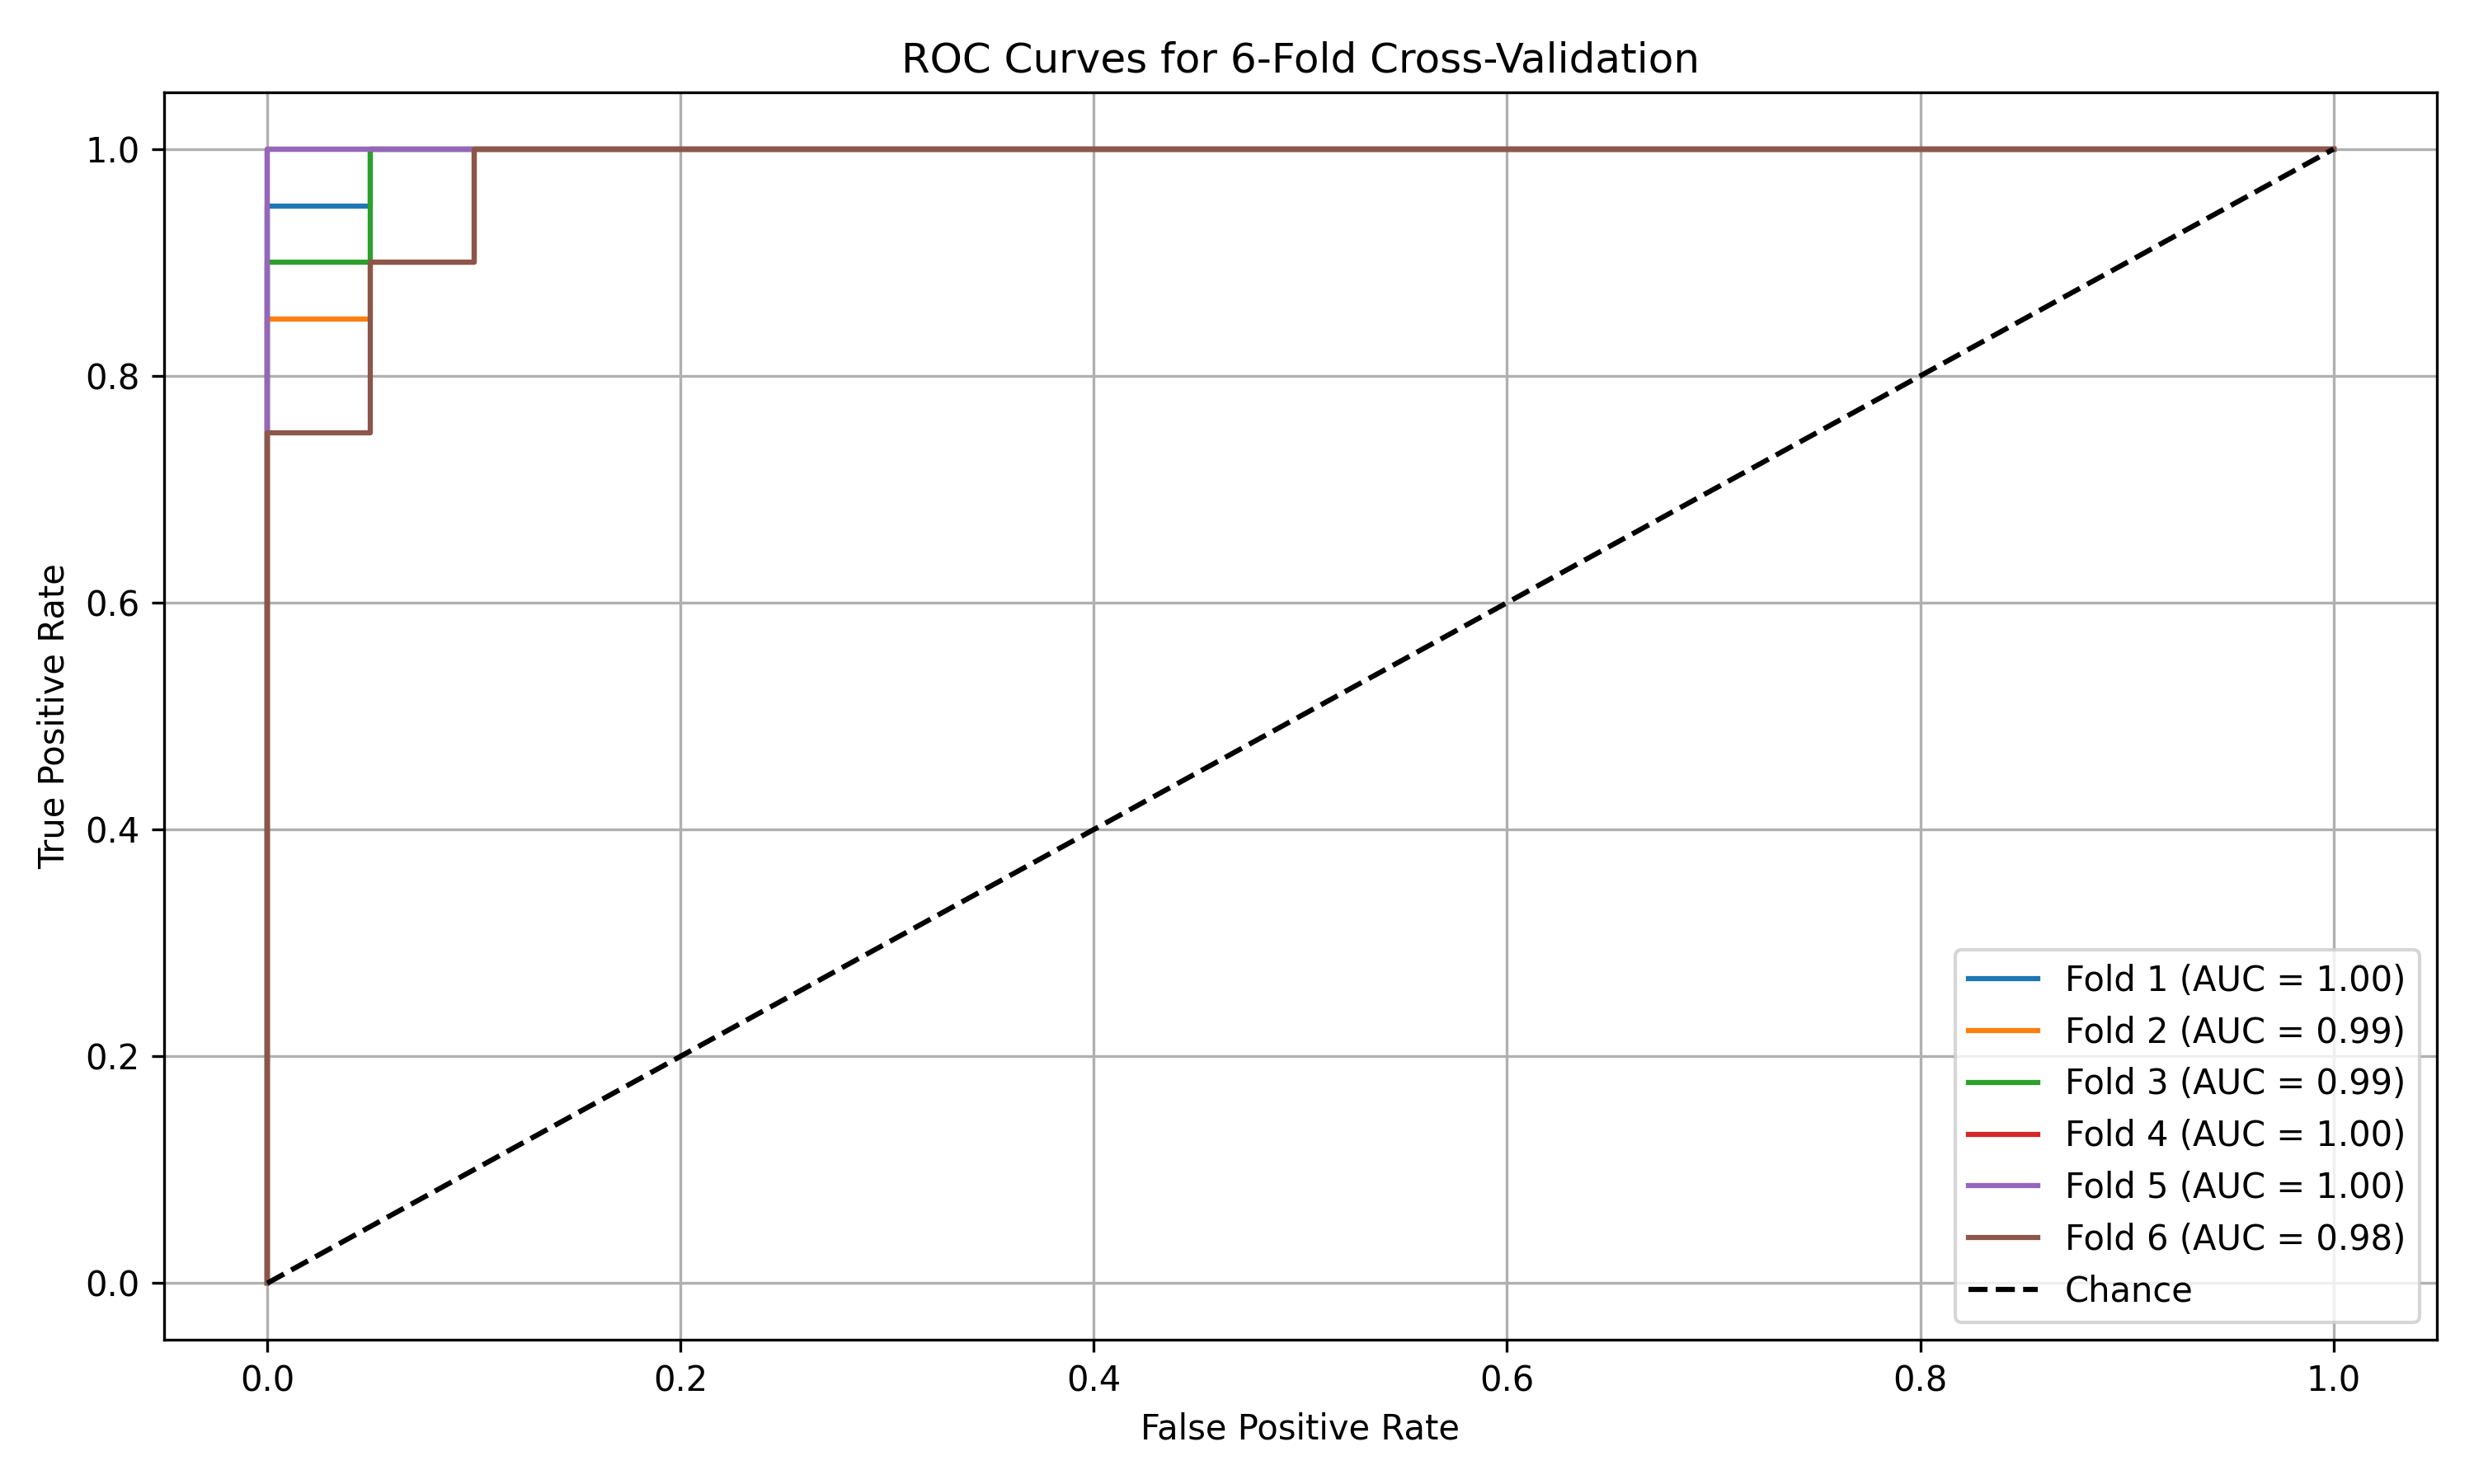 ROC Curves for 6-Fold Cross-Validation
True Positive Rate
1.0
0.8
0.6
0.4
0.2
0.0
0.0 0.2 0.4 0.6 0.8 1.0
False Positive Rate
Fold 1 (AUC = 1.00)
Fold 2 (AUC = 0.99)
Fold 3 (AUC = 0.99)
Fold 4 (AUC = 1.00)
Fold 5 (AUC = 1.00)
Fold 6 (AUC = 0.98)
Chance